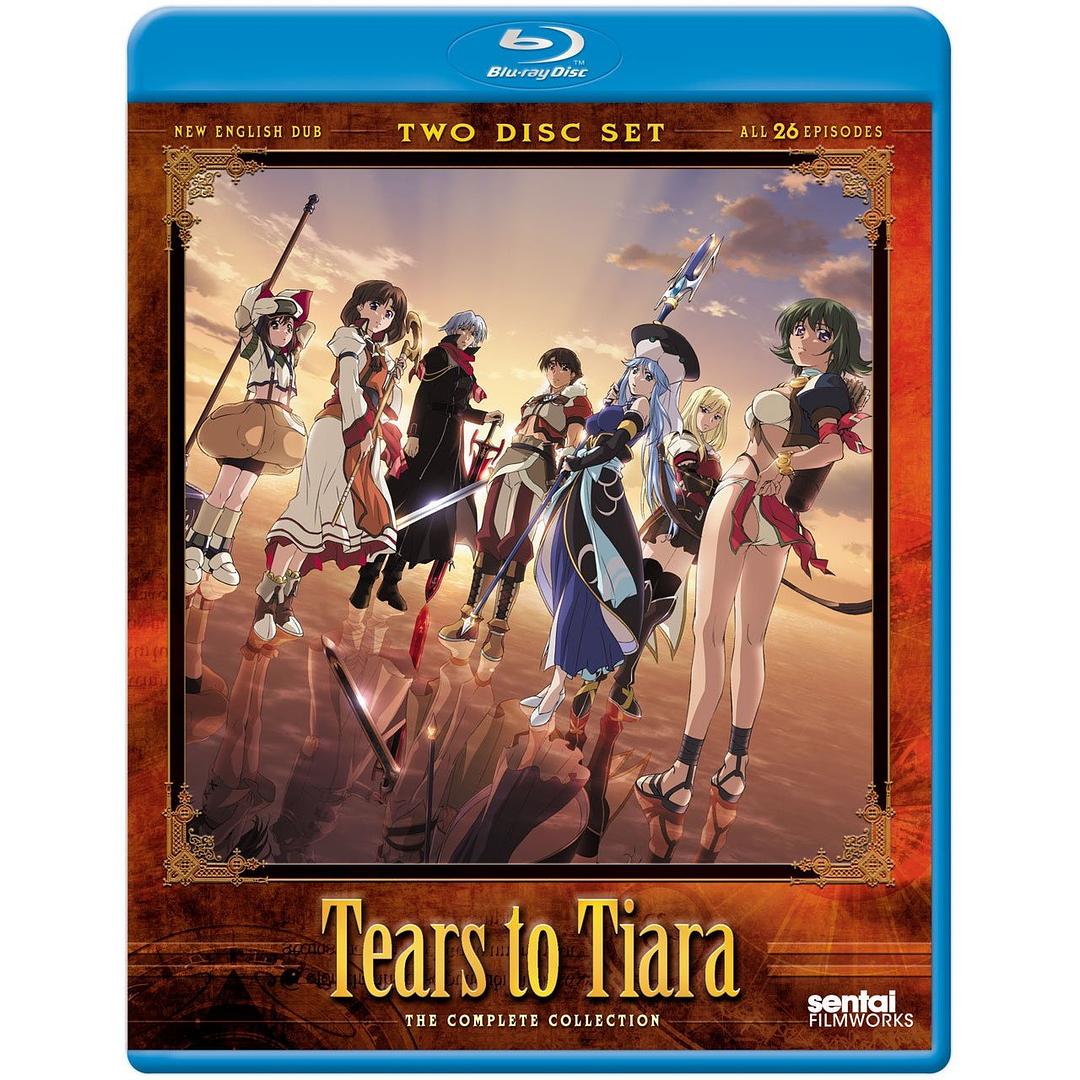 Blu-ray Disc™
NEW ENGLISH DUB
TWO DISC SET
ALL 26 EPISODES
Tears to Tiara
THE COMPLETE COLLECTION
sentai
FILMWORKS